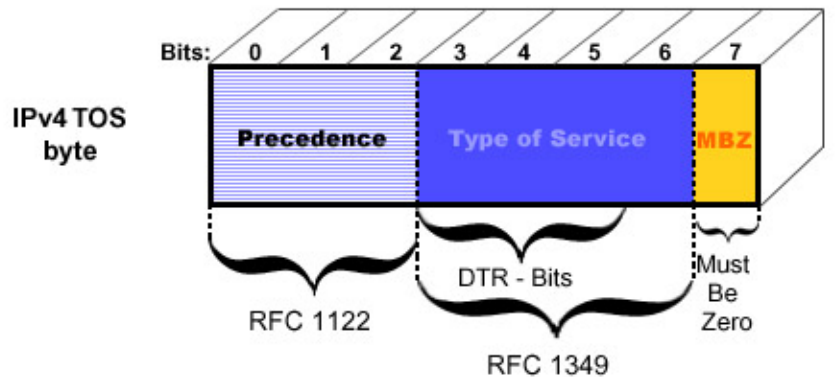 Bits: 0 1 2 3 4 5 6 7
IPv4 TOS
byte
Precedence
Type of Service
MBZ
DTR - Bits
Must
Be
Zero
RFC 1122
RFC 1349